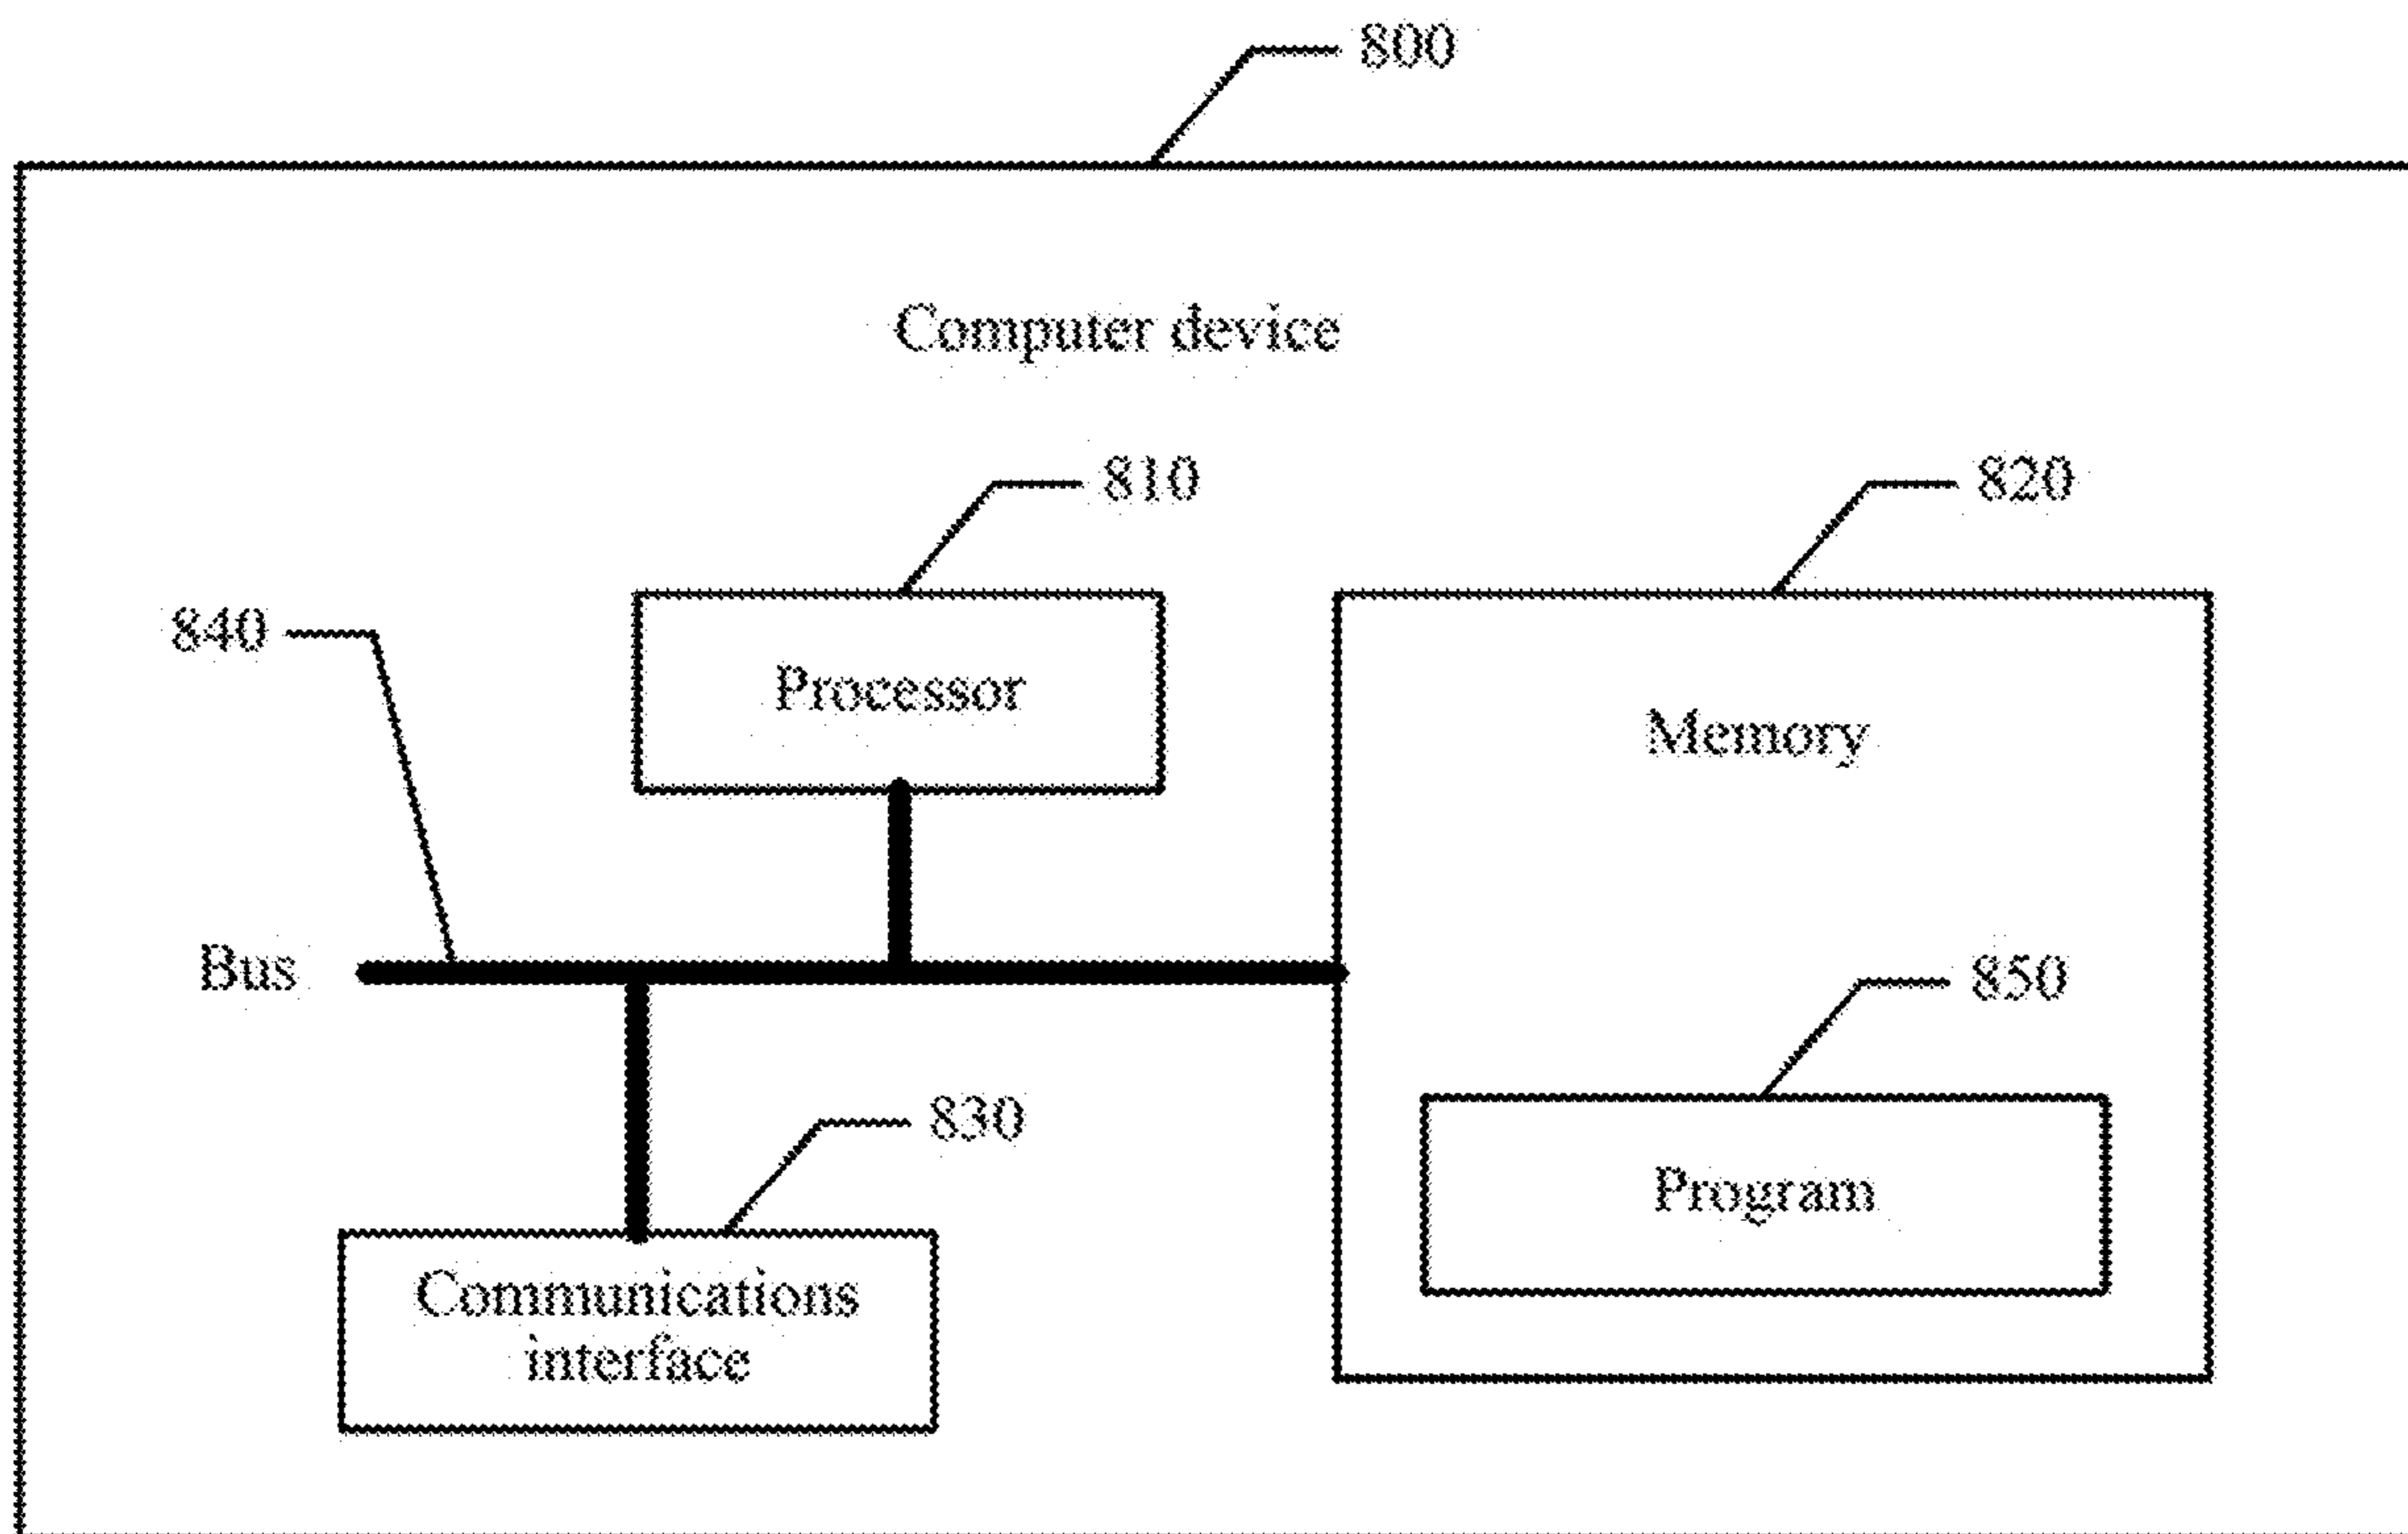 800
Computer device
810
820
840
Processor
Memory
Bus
850
830
Program
Communications
interface